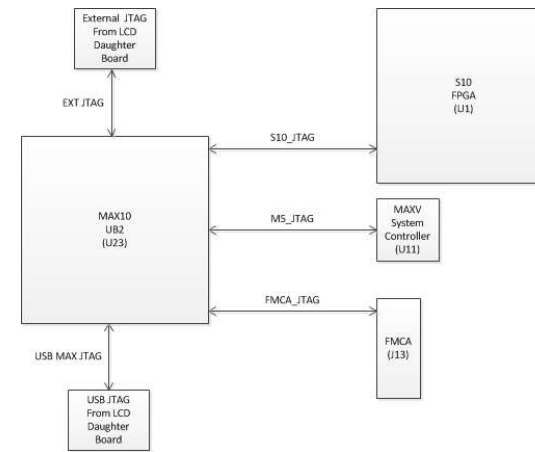 External JTAG
From LCD
Daughter
Board
EXT JTAG
S10
FPGA
(U1)
S10_JTAG
MAX10
UB2
(U23)
M5_JTAG
MAXV
System
Controller
(U11)
FMCA_JTAG
FMCA
(J13)
USB MAX JTAG
USB JTAG
From LCD
Daughter
Board